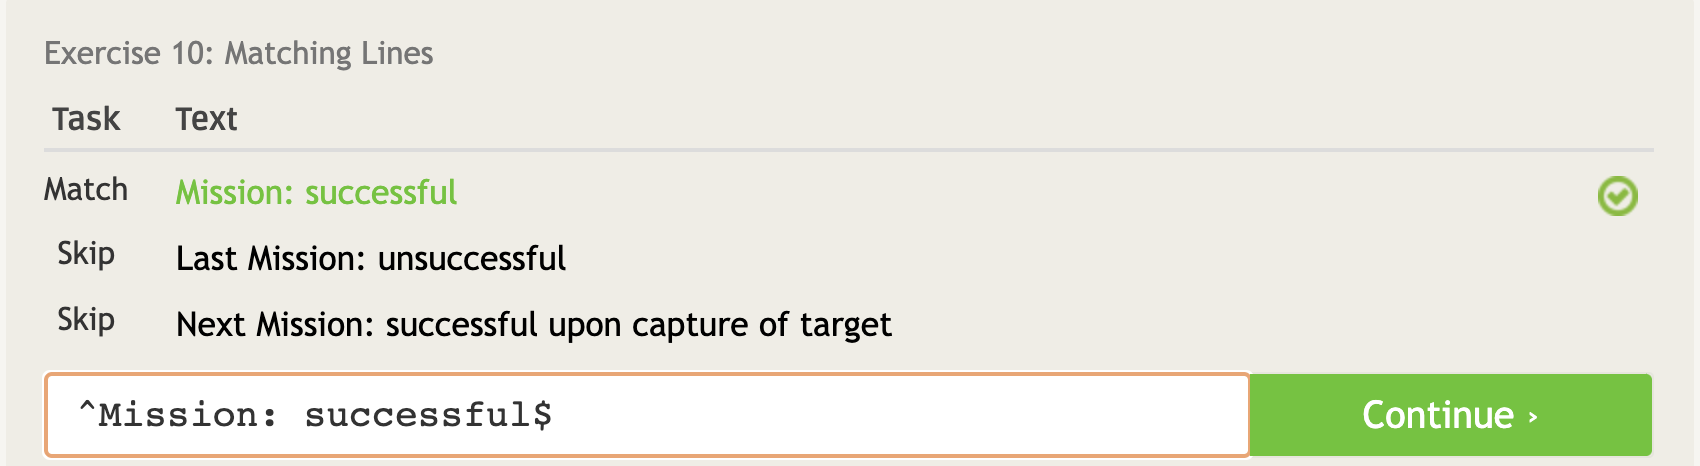 Exercise 10: Matching Lines
Task Text
Match Mission: successful
Skip Last Mission: unsuccessful
Skip Next Mission: successful upon capture of target
^Mission: successful$ Continue ›